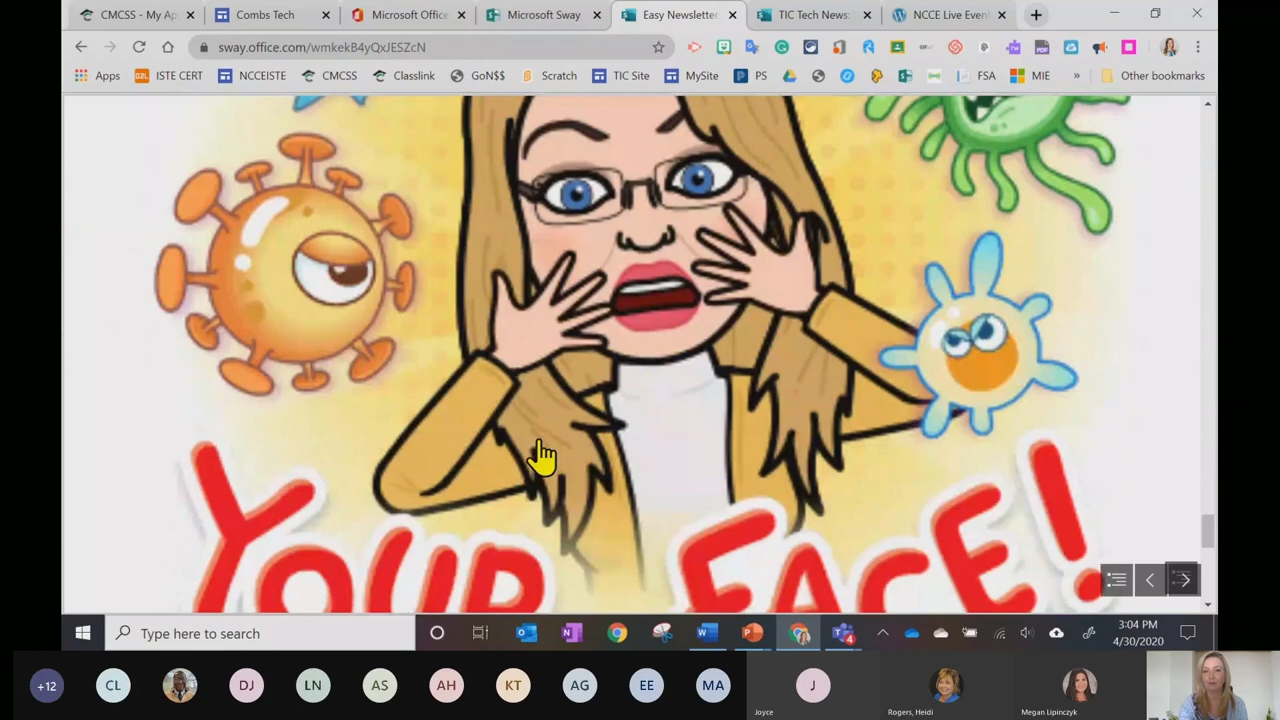 CMCSS - My Ap
Combs Tech
Microsoft Office
Microsoft Sway
Easy Newsletter
TIC Tech News:
NCCE Live Event
sway.office.com/wmkekB4yQxJESZcN
Apps
D2L
ISTE CERT
NCCEISTE
CMCSS
Classlink
GoN$$
Scratch
TIC Site
MySite
PS
FSA
MIE
»
Other bookmarks
YOUR FACE!
Type here to search
4
3:04 PM
4/30/2020
+12
CL
DJ
LN
AS
AH
KT
AG
EE
MA
J
Joyce
Rogers, Heidi
Megan Lipinczyk